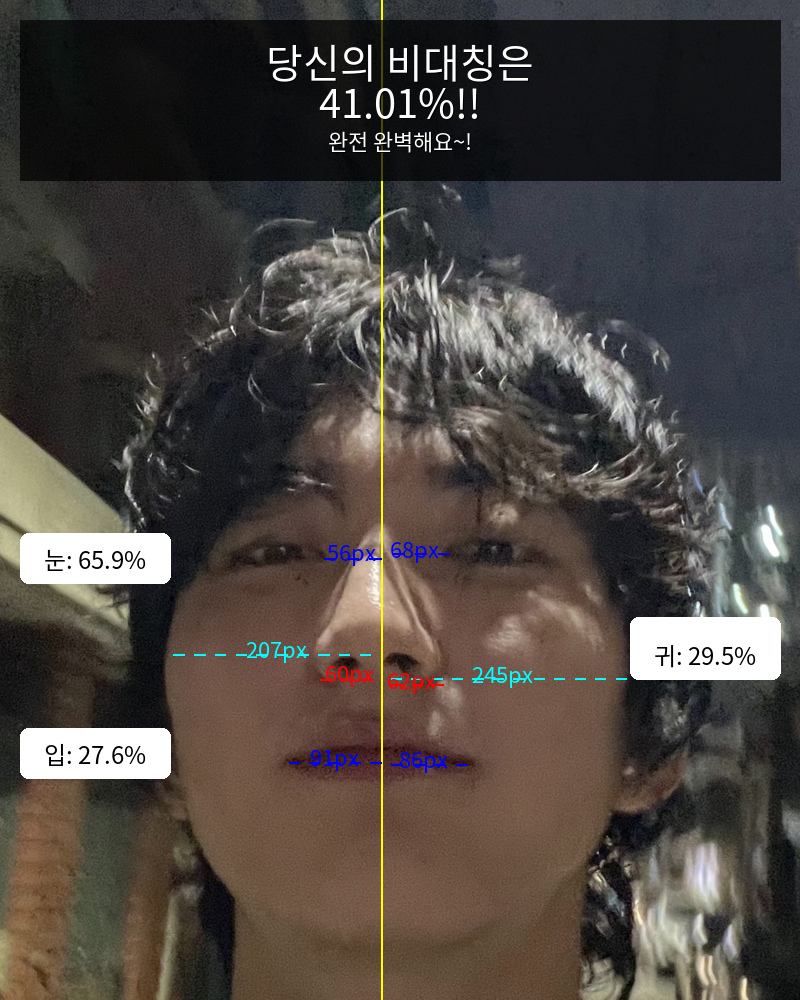 당신의 비대칭은
41.01%!!
완전 완벽해요~!
눈: 65.9%
56px
68px
207px
귀: 29.5%
60px
62px
245px
입: 27.6%
91px
86px